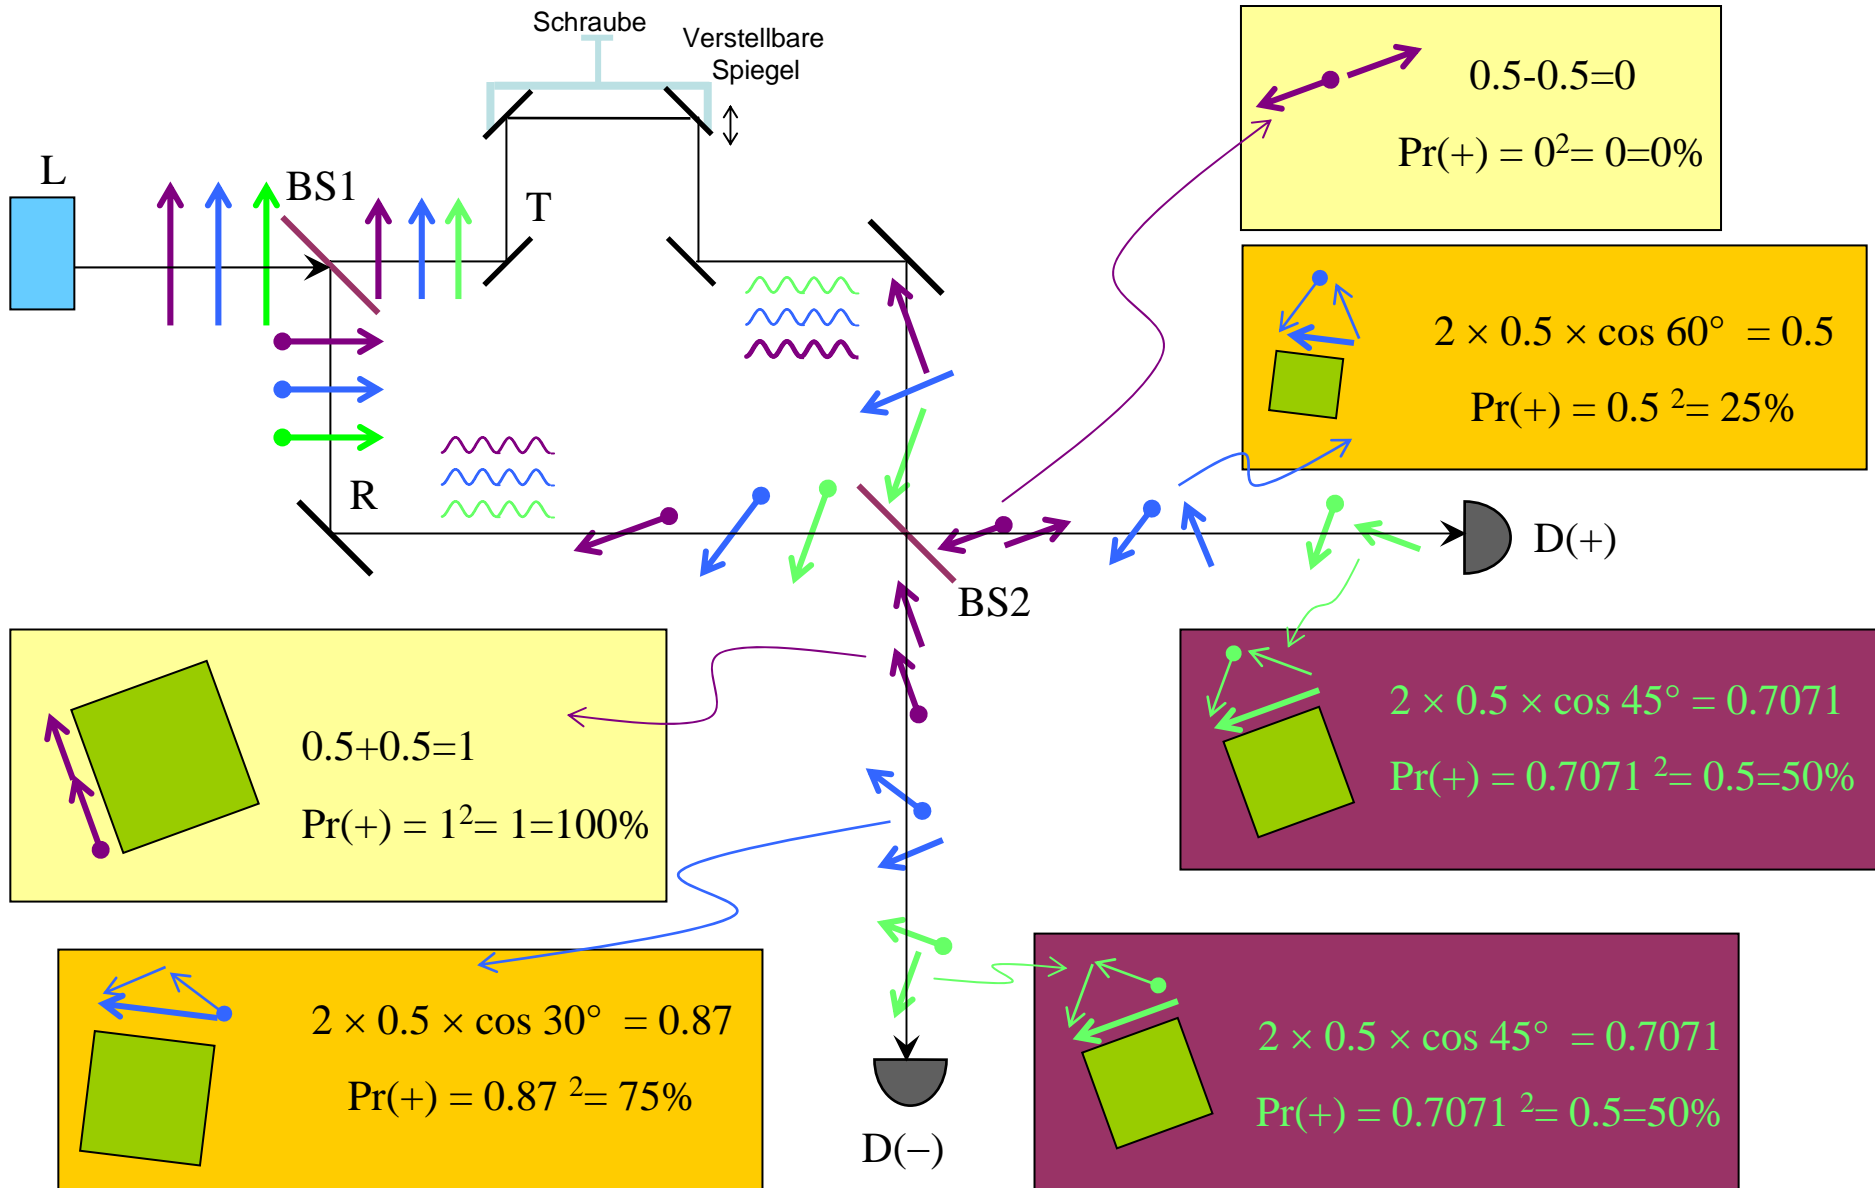 Schraube
Verstellbare
Spiegel
L
BS1
T
R
BS2
D(+)
D(−)
0.5-0.5=0
Pr(+) = 0²= 0=0%
2 × 0.5 × cos 60° = 0.5
Pr(+) = 0.5 ²= 25%
2 × 0.5 × cos 45° = 0.7071
Pr(+) = 0.7071 ²= 0.5=50%
0.5+0.5=1
Pr(+) = 1²= 1=100%
2 × 0.5 × cos 30° = 0.87
Pr(+) = 0.87 ²= 75%
2 × 0.5 × cos 45° = 0.7071
Pr(+) = 0.7071 ²= 0.5=50%